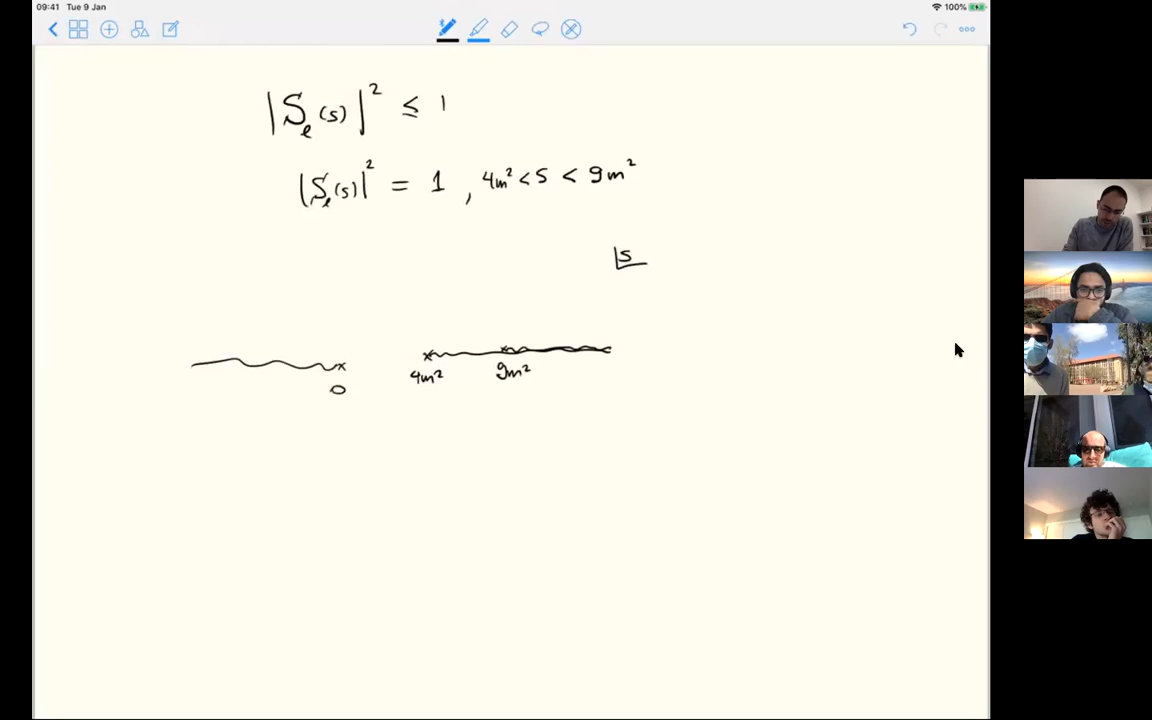 09:41 Tue 9 Jan
100%
|S_ℓ(s)|² ≤ 1
|S_ℓ(s)|² = 1 , 4m² < s < 9m²
s
4m²
9m²
0